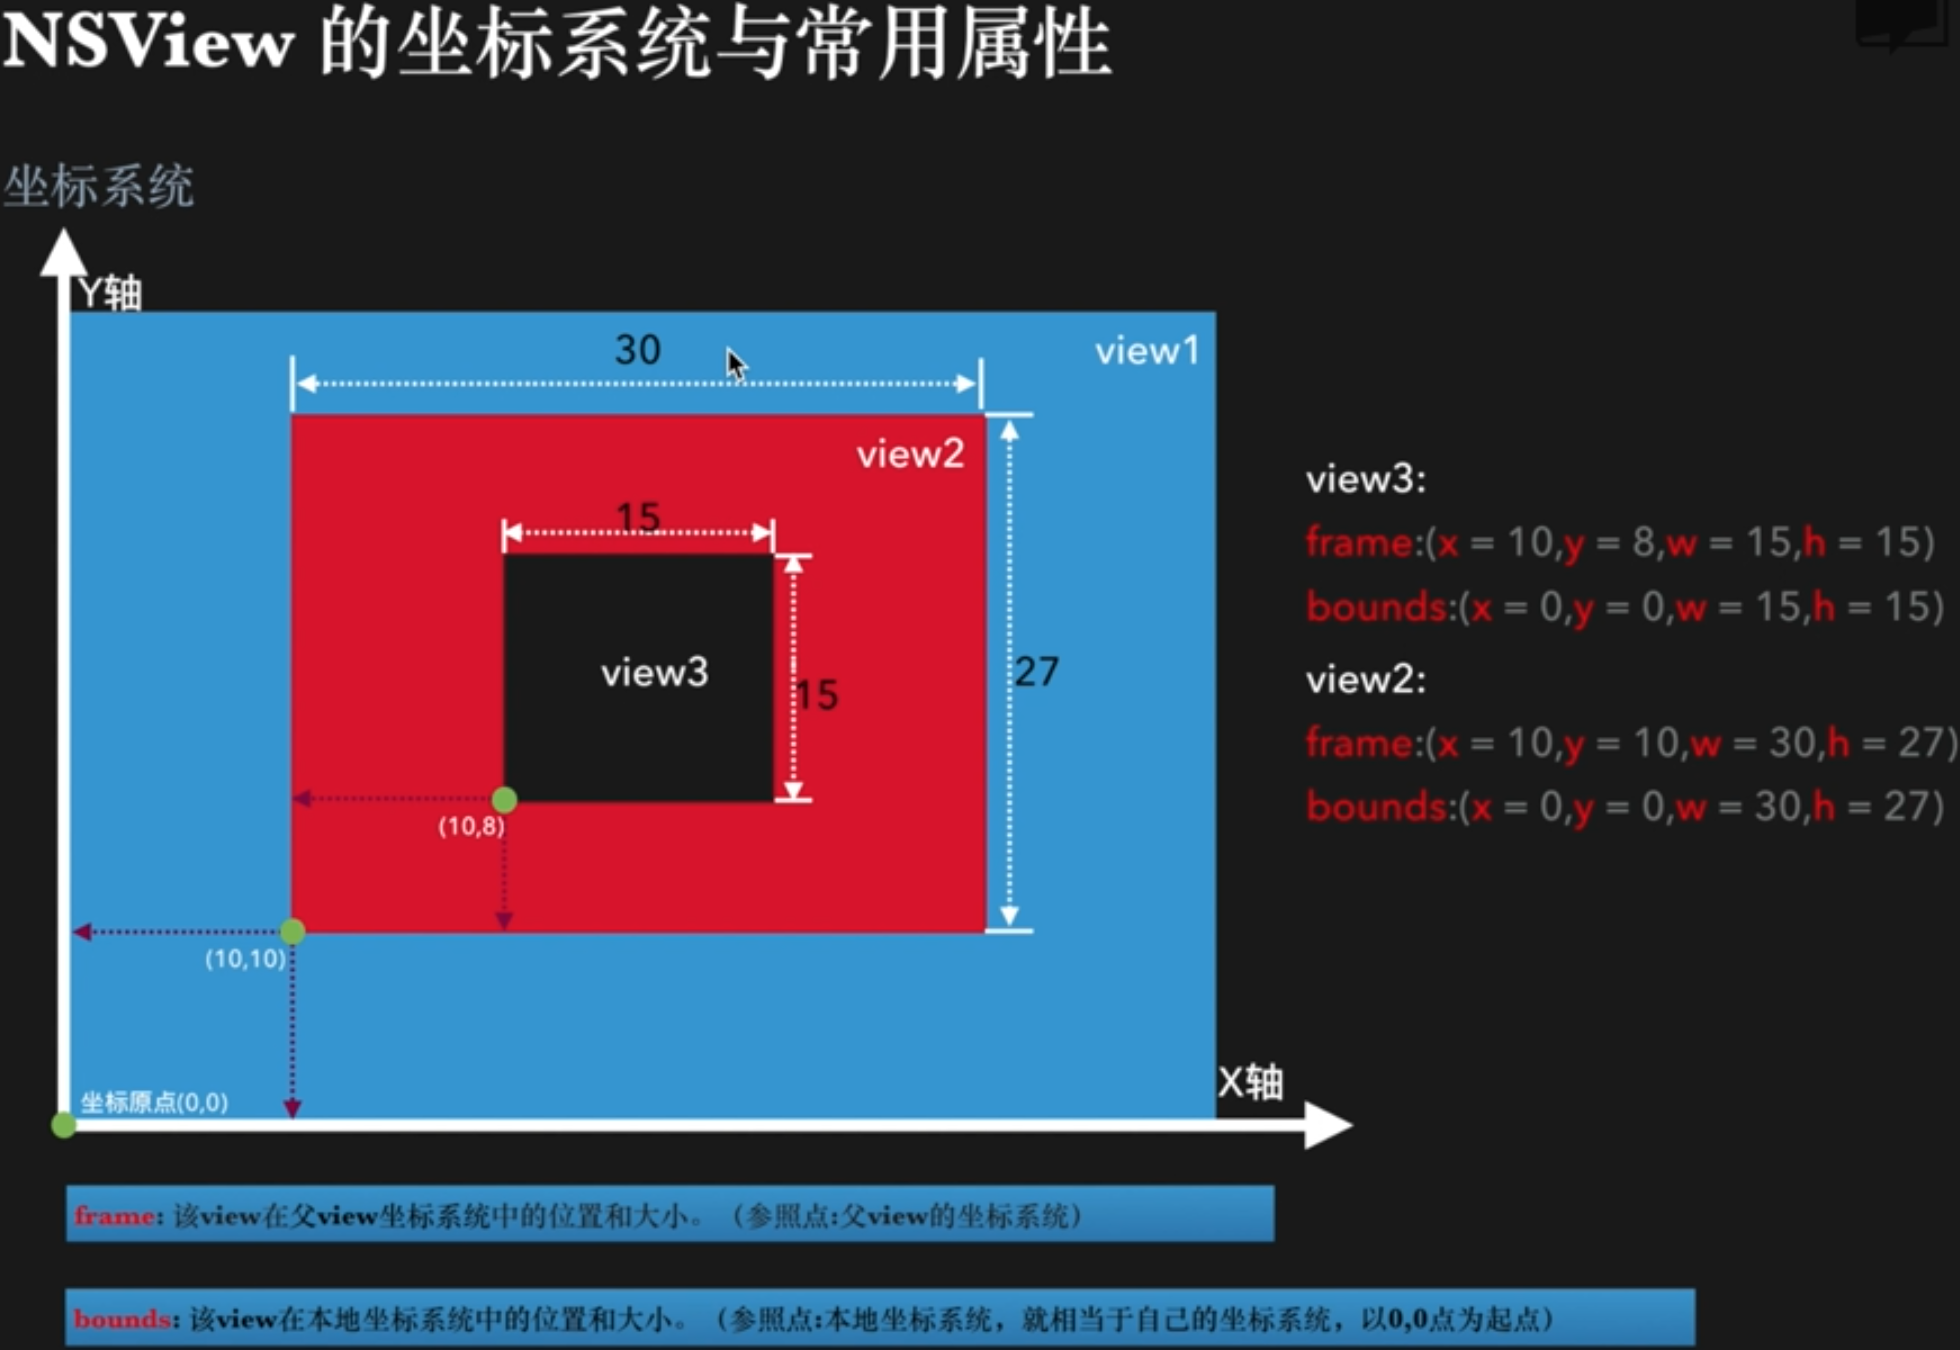 NSView 的坐标系统与常用属性
坐标系统
Y轴
30
view1
view2
15
view3
15
27
(10,8)
(10,10)
坐标原点(0,0)
X轴
view3:
frame:(x = 10,y = 8,w = 15,h = 15)
bounds:(x = 0,y = 0,w = 15,h = 15)
view2:
frame:(x = 10,y = 10,w = 30,h = 27)
bounds:(x = 0,y = 0,w = 30,h = 27)
frame: 该view在父view坐标系统中的位置和大小。（参照点:父view的坐标系统）
bounds: 该view在本地坐标系统中的位置和大小。（参照点:本地坐标系统，就相当于自己的坐标系统，以0,0点为起点）